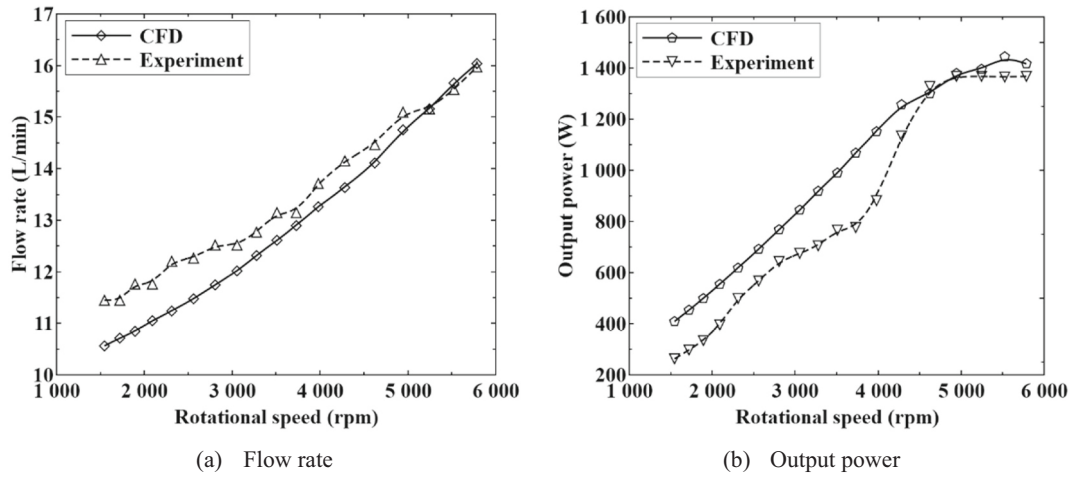 17
16
15
14
13
12
11
10
Flow rate (L/min)
CFD
Experiment
1 000 2 000 3 000 4 000 5 000 6 000
Rotational speed (rpm)
(a) Flow rate
1 600
1 400
1 200
1 000
800
600
400
200
Output power (W)
CFD
Experiment
1 000 2 000 3 000 4 000 5 000 6 000
Rotational speed (rpm)
(b) Output power